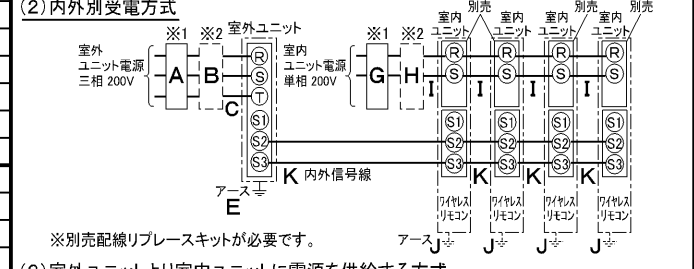 (2)内外別受電方式
別売 別売
※1 ※2 室外ユニット ※1 ※2 室内ユニット 室内ユニット 室内ユニット 室内ユニット
室外ユニット電源 三相 200V
A B C
R
S
T
S1
S2
S3
室内ユニット電源 単相 200V
G H
R R R R
S S S S
I I I I
S1 S1 S1 S1
S2 S2 S2 S2
S3 S3 S3 S3
K 内外信号線 K K K
アース
E
ワイヤレスリモコン ワイヤレスリモコン ワイヤレスリモコン ワイヤレスリモコン
※別売配線リプレースキットが必要です。
アース J J J J
(3)室外ユニットより室内ユニットに電源を供給する方式